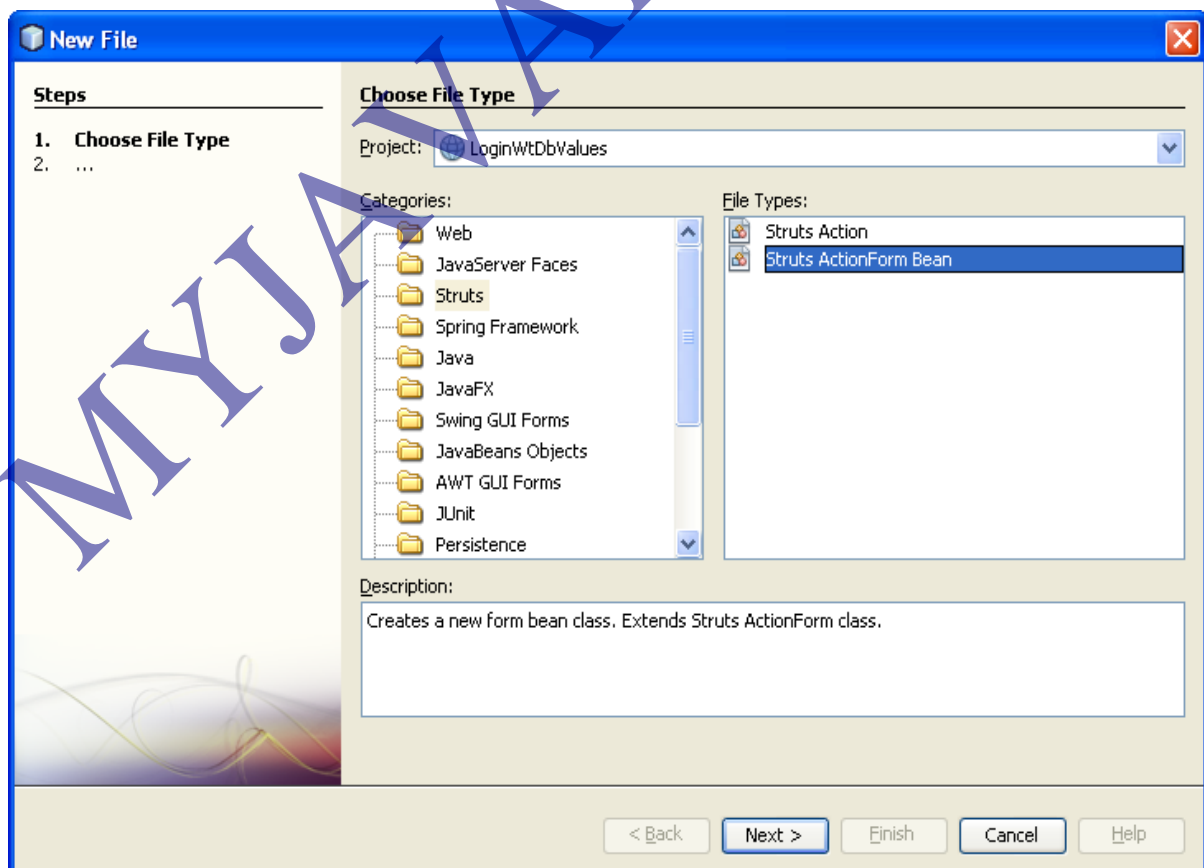 New File
Steps
1. Choose File Type
2. ...
Choose File Type
Project: LoginWtDbValues
Categories:
Web
JavaServer Faces
Struts
Spring Framework
Java
JavaFX
Swing GUI Forms
JavaBeans Objects
AWT GUI Forms
JUnit
Persistence
File Types:
Struts Action
Struts ActionForm Bean
Description:
Creates a new form bean class. Extends Struts ActionForm class.
< Back Next > Finish Cancel Help